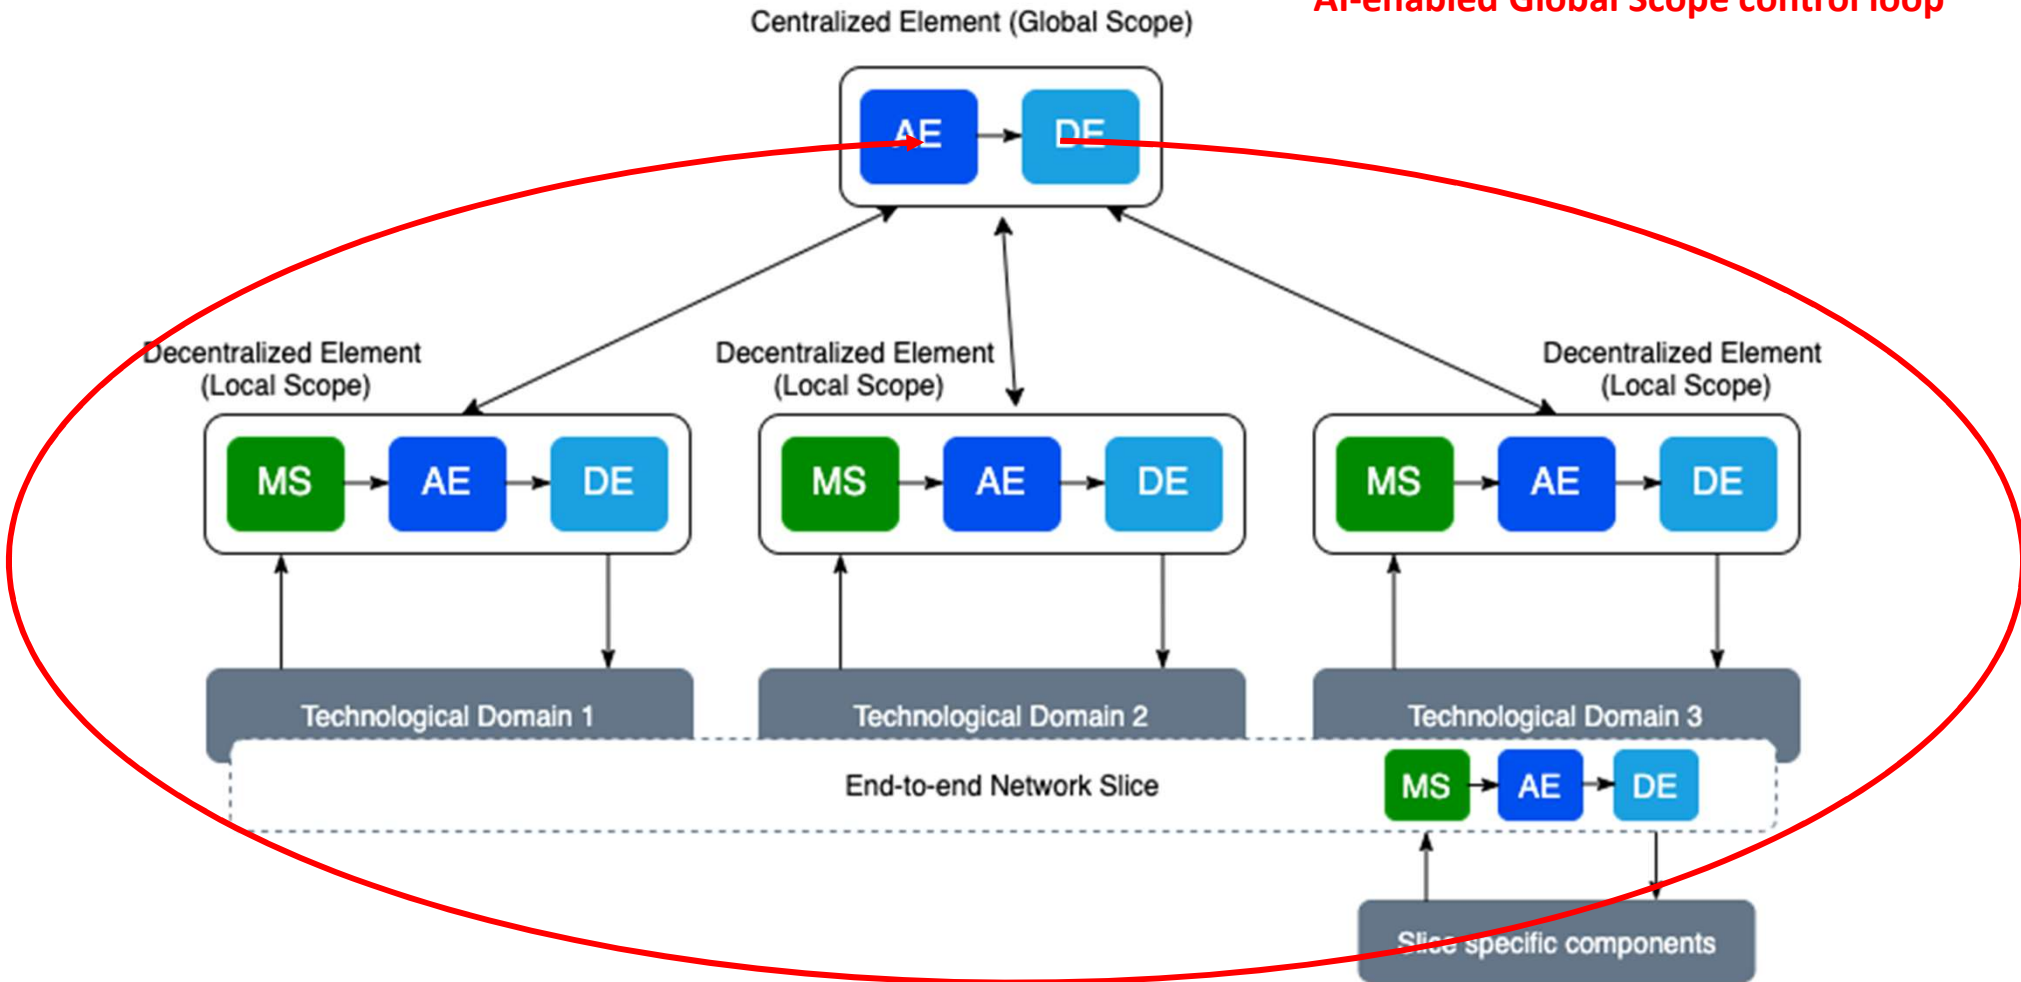 AI-enabled Global Scope control loop
Centralized Element (Global Scope)
AE
DE
Decentralized Element
(Local Scope)
Decentralized Element
(Local Scope)
Decentralized Element
(Local Scope)
MS
AE
DE
MS
AE
DE
MS
AE
DE
Technological Domain 1
Technological Domain 2
Technological Domain 3
End-to-end Network Slice
MS
AE
DE
Slice specific components